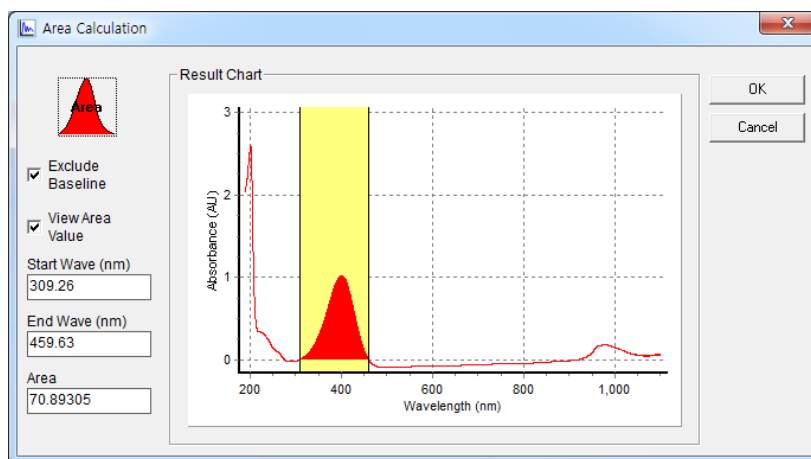 Area Calculation
Area
Exclude
Baseline
View Area
Value
Start Wave (nm)
309.26
End Wave (nm)
459.63
Area
70.89305
Result Chart
3
2
1
0
Absorbance (AU)
200
400
600
800
1,000
Wavelength (nm)
OK
Cancel